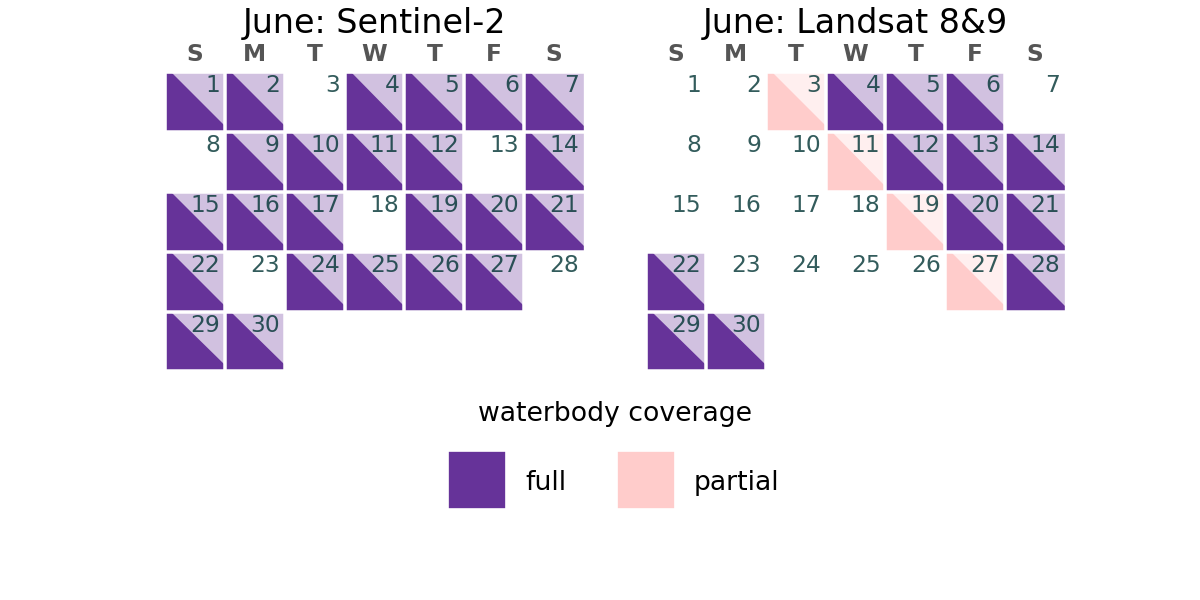 June: Sentinel-2
S M T W T F S
1 2 3 4 5 6 7
8 9 10 11 12 13 14
15 16 17 18 19 20 21
22 23 24 25 26 27 28
29 30
June: Landsat 8&9
S M T W T F S
1 2 3 4 5 6 7
8 9 10 11 12 13 14
15 16 17 18 19 20 21
22 23 24 25 26 27 28
29 30
waterbody coverage
full
partial